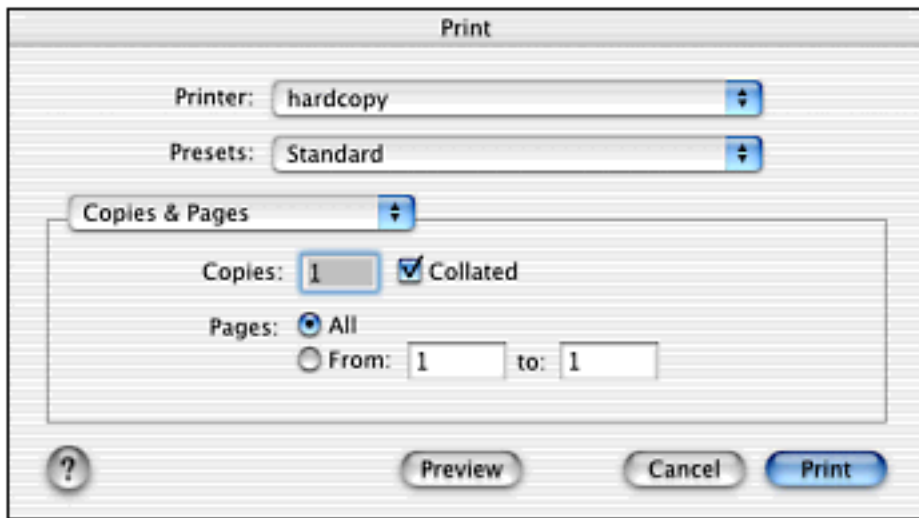 Print
Printer: hardcopy
Presets: Standard
Copies & Pages
Copies: 1 Collated
Pages: All
From: 1 to: 1
? Preview Cancel Print